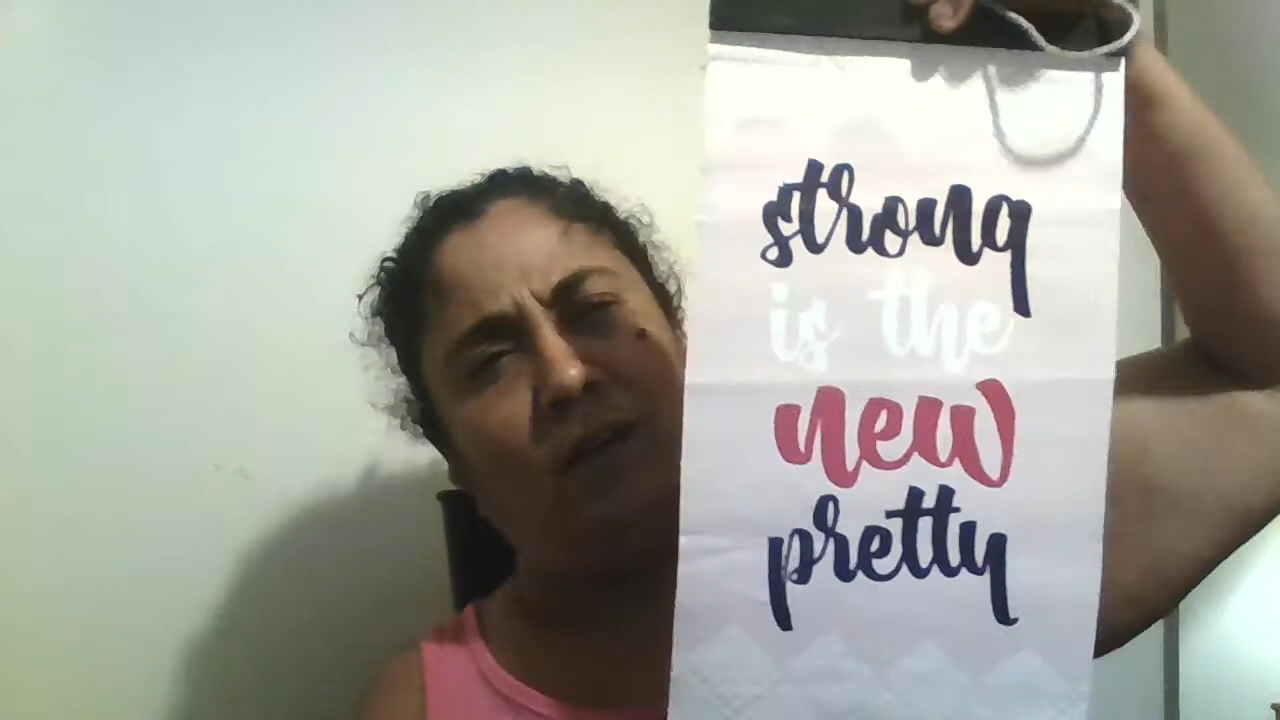 strong
is the
new
pretty